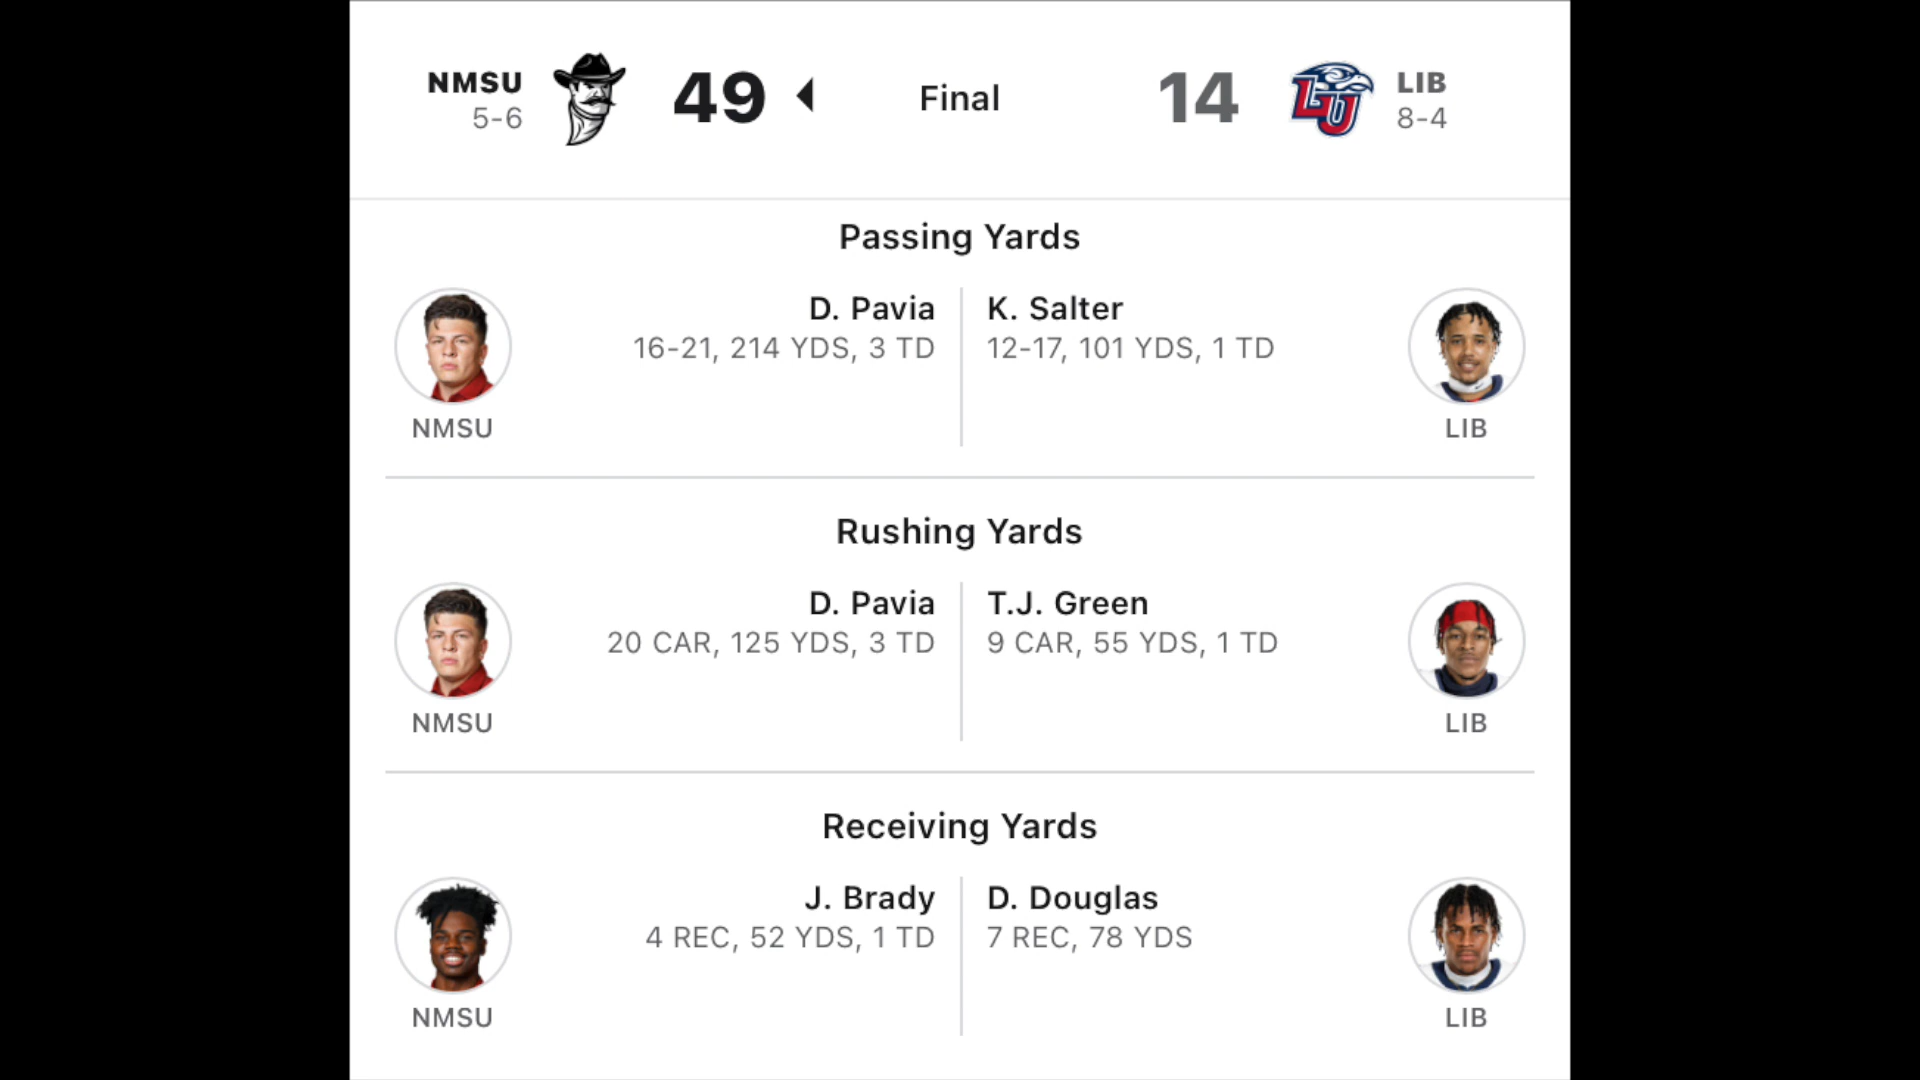 NMSU
5-6
49
Final
14
LU
LIB
8-4
Passing Yards
D. Pavia
16-21, 214 YDS, 3 TD
NMSU
K. Salter
12-17, 101 YDS, 1 TD
LIB
Rushing Yards
D. Pavia
20 CAR, 125 YDS, 3 TD
NMSU
T.J. Green
9 CAR, 55 YDS, 1 TD
LIB
Receiving Yards
J. Brady
4 REC, 52 YDS, 1 TD
NMSU
D. Douglas
7 REC, 78 YDS
LIB